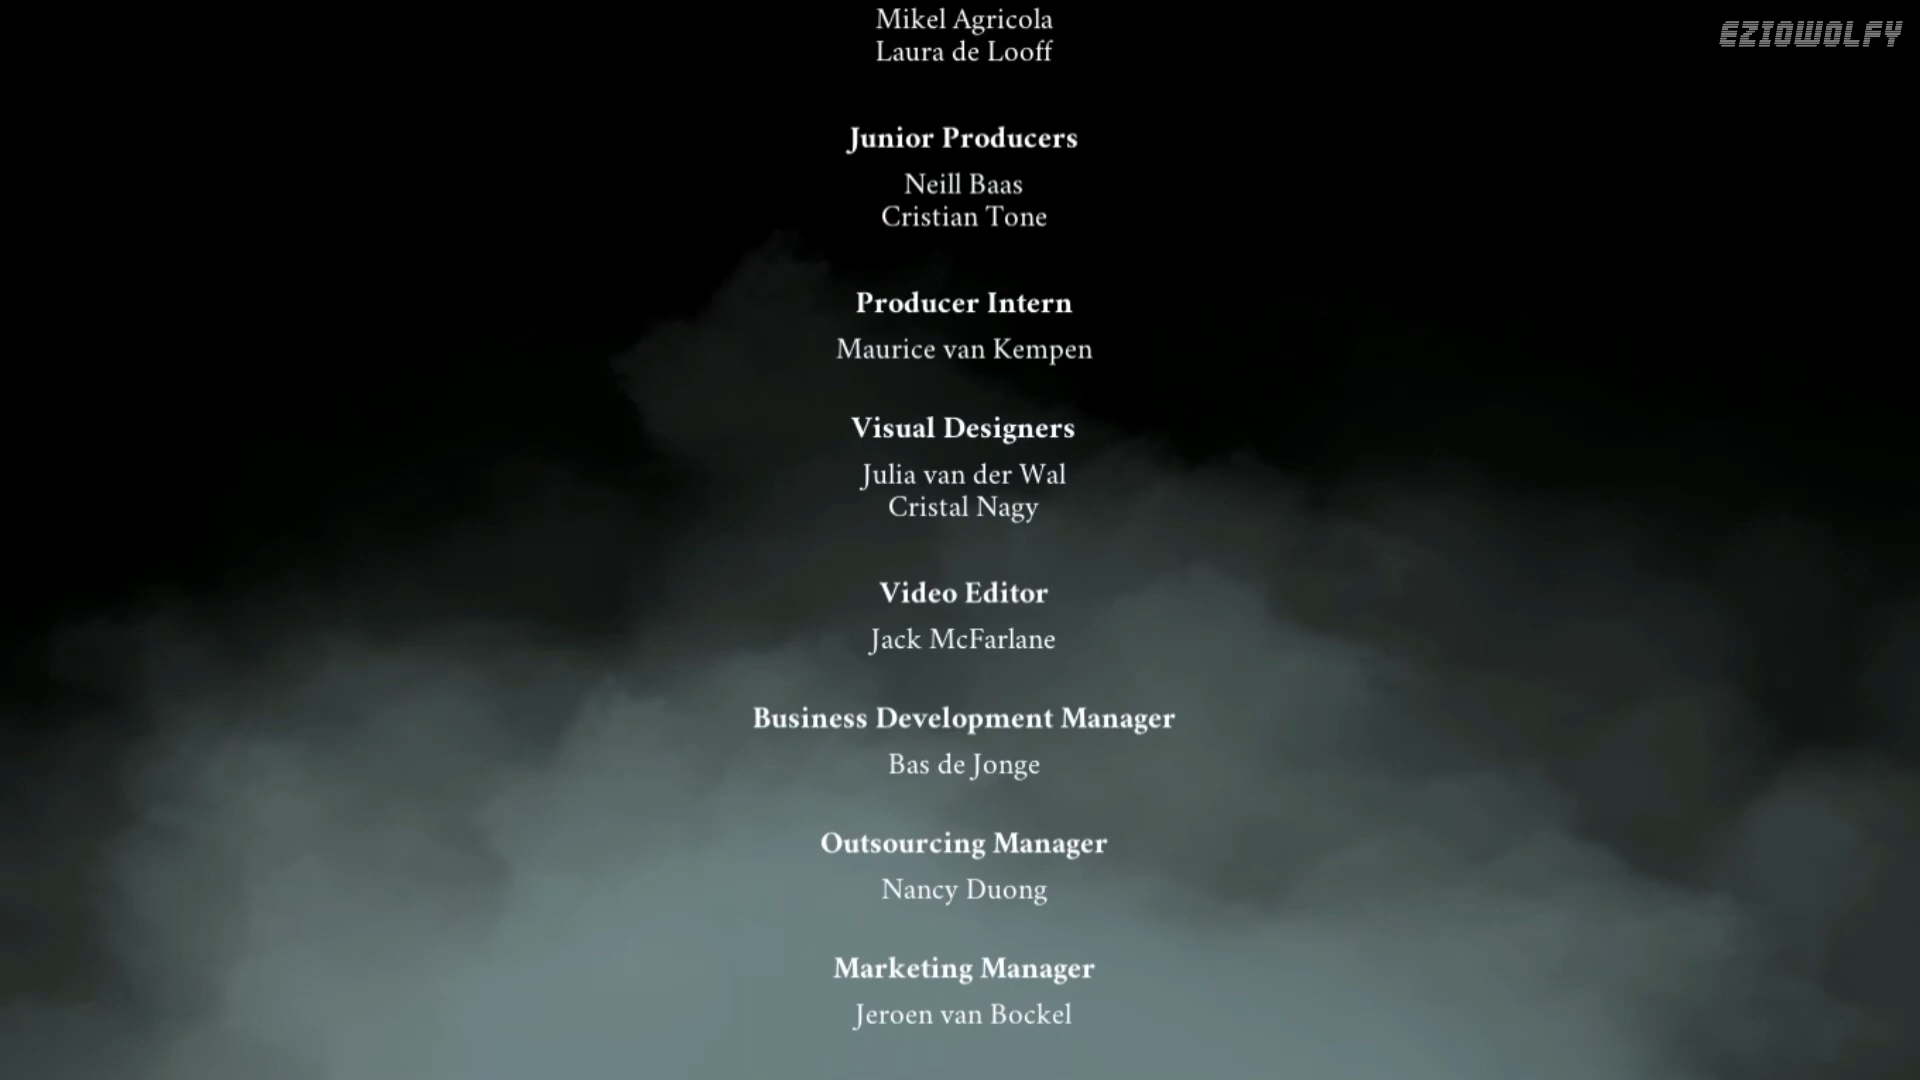 Mikel Agricola
EZIOWOLFY
Laura de Looff
Junior Producers
Neill Baas
Cristian Tone
Producer Intern
Maurice van Kempen
Visual Designers
Julia van der Wal
Cristal Nagy
Video Editor
Jack McFarlane
Business Development Manager
Bas de Jonge
Outsourcing Manager
Nancy Duong
Marketing Manager
Jeroen van Bockel